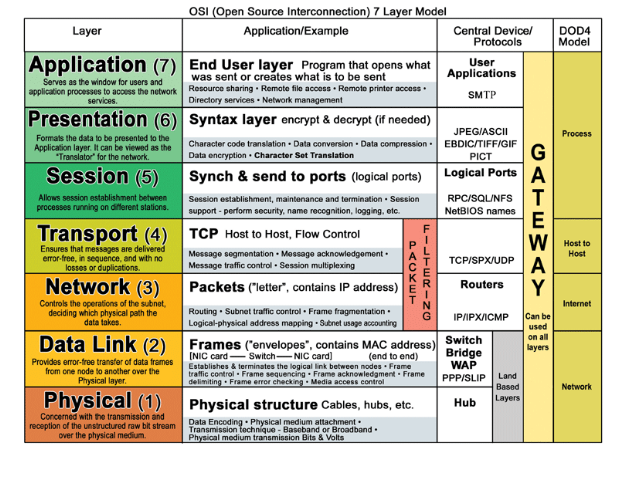 OSI (Open Source Interconnection) 7 Layer Model
Layer
Application/Example
Central Device/
Protocols
DOD4
Model
Application (7)
Serves as the window for users and
application processes to access the network
services.
End User layer Program that opens what
was sent or creates what is to be sent
Resource sharing • Remote file access • Remote printer access •
Directory services • Network management
User
Applications
SMTP
Presentation (6)
Formats the data to be presented to the
Application layer. It can be viewed as the
"Translator" for the network.
Syntax layer encrypt & decrypt (if needed)
Character code translation • Data conversion • Data compression •
Data encryption • Character Set Translation
JPEG/ASCII
EBDIC/TIFF/GIF
PICT
Session (5)
Allows session establishment between
processes running on different stations.
Synch & send to ports (logical ports)
Session establishment, maintenance and termination • Session
support - perform security, name recognition, logging, etc.
Logical Ports
RPC/SQL/NFS
NetBIOS names
Process
Transport (4)
Ensures that messages are delivered
error-free, in sequence, and with no
losses or duplications.
TCP Host to Host, Flow Control
Message segmentation • Message acknowledgement •
Message traffic control • Session multiplexing
PACKET
FILTERING
TCP/SPX/UDP
Host to
Host
Network (3)
Controls the operations of the subnet,
deciding which physical path the
data takes.
Packets ("letter", contains IP address)
Routing • Subnet traffic control • Frame fragmentation •
Logical-physical address mapping • Subnet usage accounting
Routers
IP/IPX/ICMP
Internet
GATEWAY
Can be
used
on all
layers
Data Link (2)
Provides error-free transfer of data frames
from one node to another over the
Physical layer.
Frames ("envelopes", contains MAC address)
[NIC card — Switch — NIC card] (end to end)
Establishes & terminates the logical link between nodes • Frame
traffic control • Frame sequencing • Frame acknowledgment • Frame
delimiting • Frame error checking • Media access control
Switch
Bridge
WAP
PPP/SLIP
Land
Based
Layers
Network
Physical (1)
Concerned with the transmission and
reception of the unstructured raw bit stream
over the physical medium.
Physical structure Cables, hubs, etc.
Data Encoding • Physical medium attachment •
Transmission technique - Baseband or Broadband •
Physical medium transmission Bits & Volts
Hub